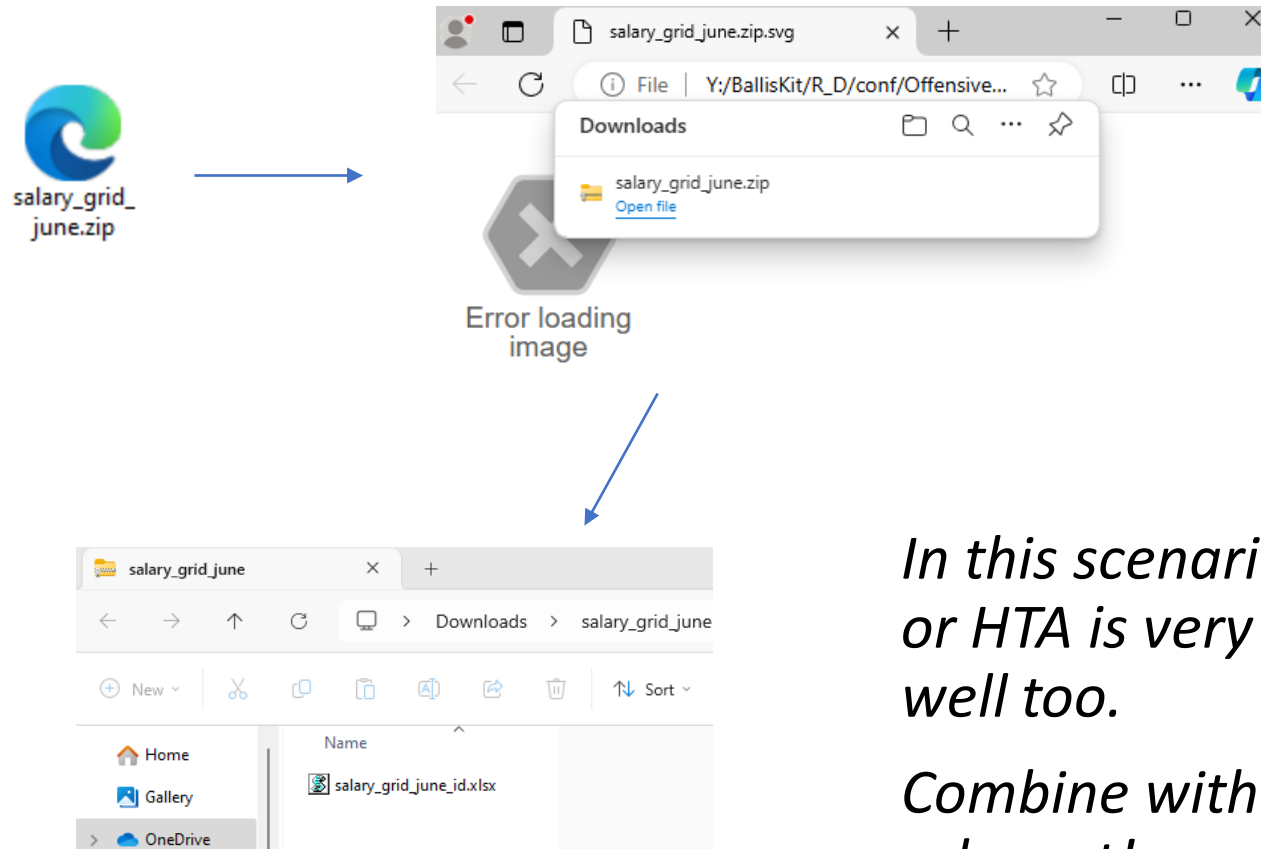 salary_grid_june.zip.svg
File | Y:/BallisKit/R_D/conf/Offensive...
Downloads
salary_grid_june.zip
Open file
salary_grid_
june.zip
Error loading
image
salary_grid_june
Downloads > salary_grid_june
New
Sort
Name
Home
salary_grid_june_id.xlsx
Gallery
OneDrive
In this scenari
or HTA is very
well too.
Combine with